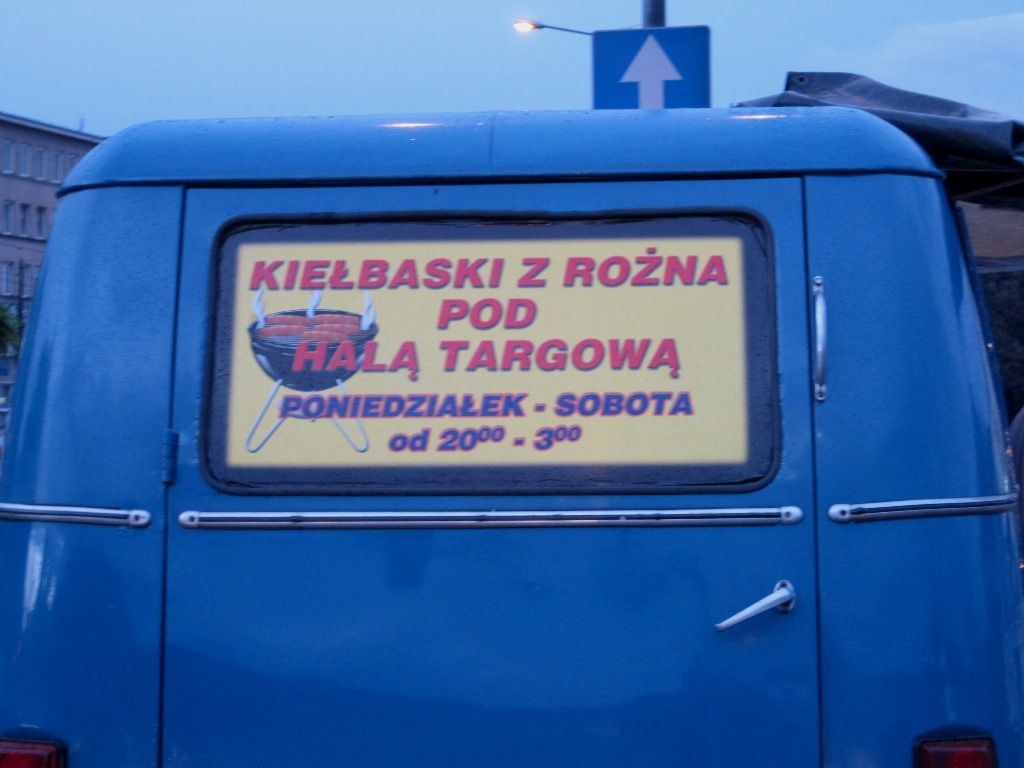 KIEŁBASKI Z ROŻNA
POD
HALĄ TARGOWĄ
PONIEDZIAŁEK - SOBOTA
od 20⁰⁰ - 3⁰⁰